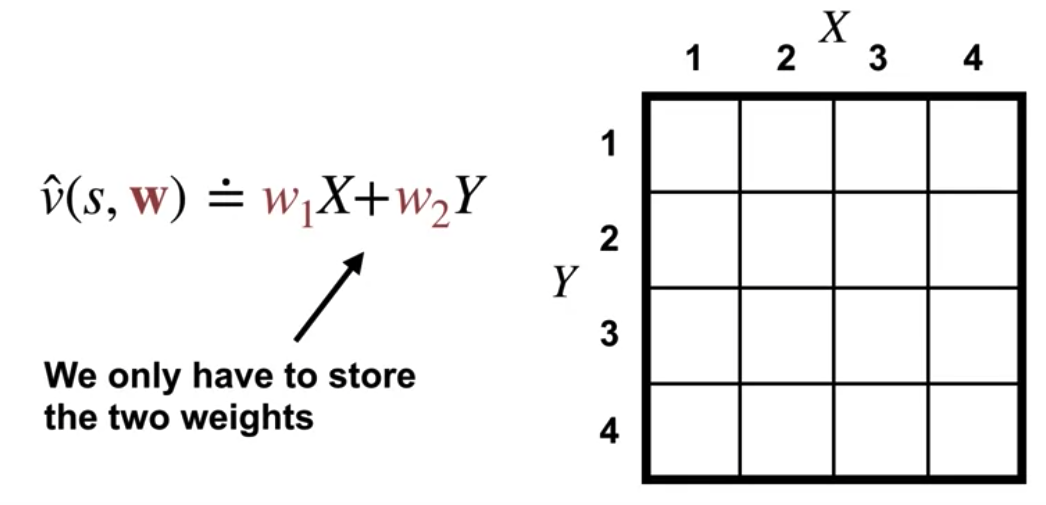 X
1 2 3 4
1
v̂(s, w) ≐ w₁X+w₂Y
2
Y
3
We only have to store
the two weights
4